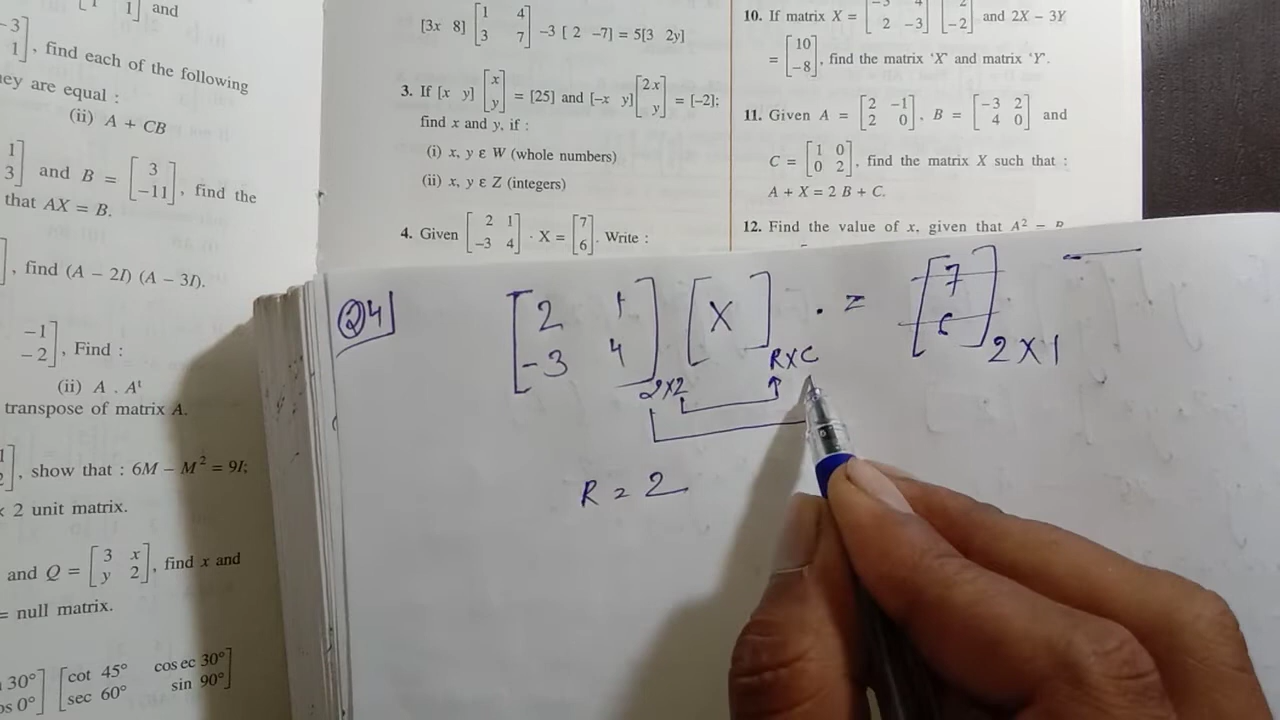 1 1] and
-3
1], find each of the following
ey are equal :
(ii) A + CB
1
3] and B = [3
-11], find the
that AX = B.
], find (A – 2I) (A – 3I).
-1
-2], Find :
(ii) A . Aᵗ
transpose of matrix A.
1
2], show that : 6M – M² = 9I;
2 unit matrix.
and Q = [3 x
y 2], find x and
= null matrix.
30° ] [cot 45° cosec 30°
os 0° ] [sec 60° sin 90°]
[3x 8] [1 4
3 7] –3 [ 2 –7] = 5[3 2y]
3. If [x y] [x
y] = [25] and [–x y] [2x
y] = [–2];
find x and y, if :
(i) x, y ε W (whole numbers)
(ii) x, y ε Z (integers)
4. Given [2 1
-3 4] · X = [7
6]. Write :
10. If matrix X = [-3 4
2 –3] [2
–2] and 2X – 3Y
= [10
–8], find the matrix ‘X’ and matrix ‘Y’.
11. Given A = [2 –1
2 0], B = [–3 2
4 0] and
C = [1 0
0 2], find the matrix X such that :
A + X = 2 B + C.
12. Find the value of x, given that A² =
Q4]
[2 1
-3 4] 2×2 [X] R×C . = [7
6] 2×1
R = 2